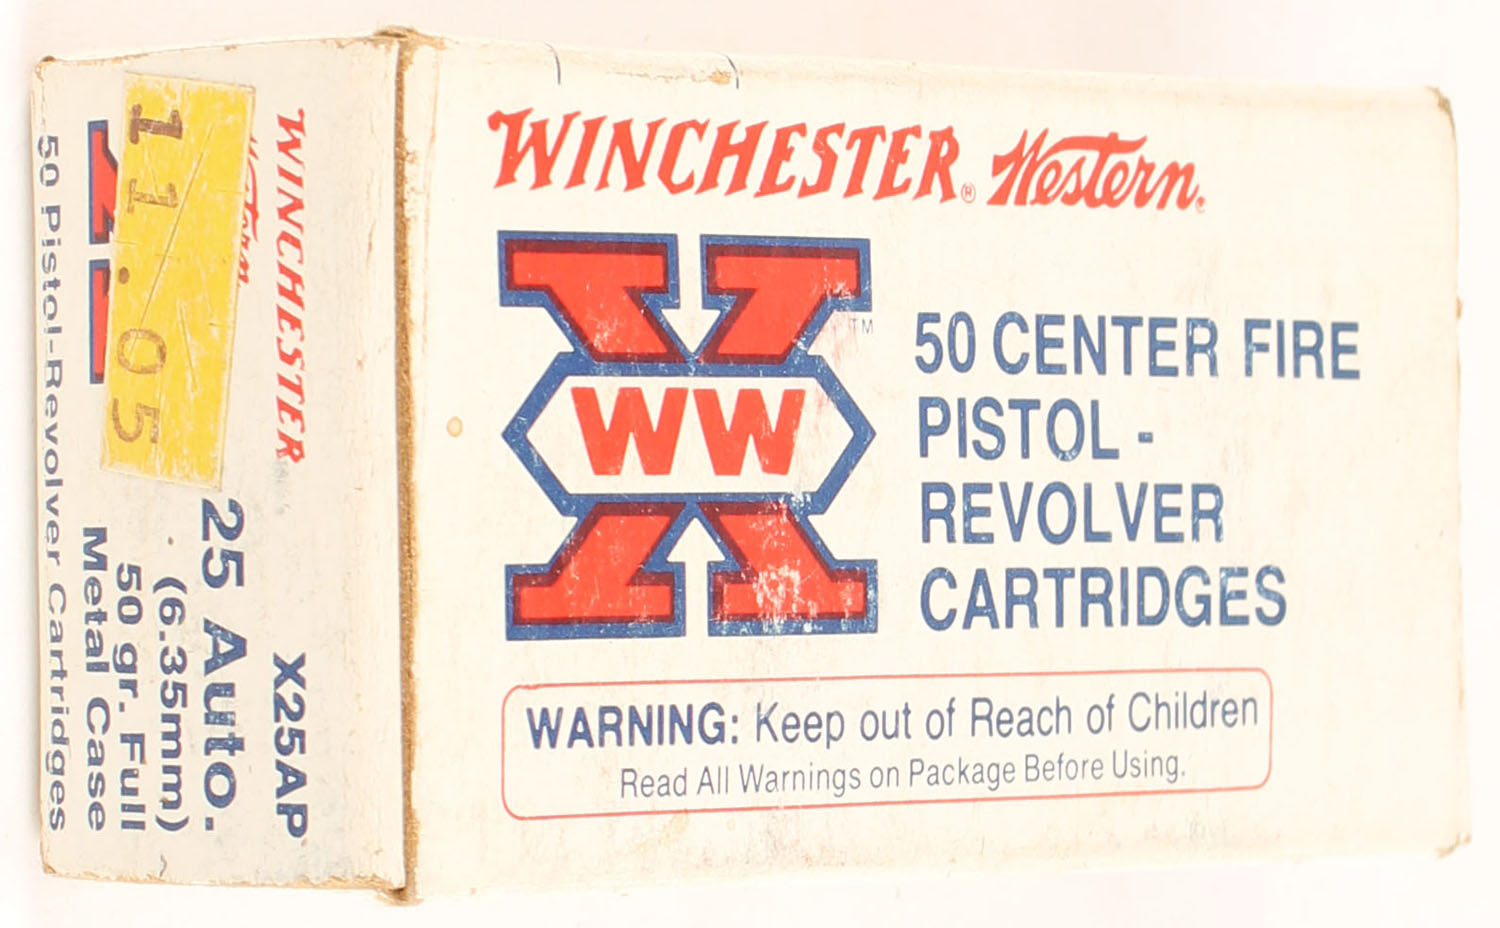 WINCHESTER® Western.
WW
TM
50 CENTER FIRE
PISTOL -
REVOLVER
CARTRIDGES
WARNING: Keep out of Reach of Children
Read All Warnings on Package Before Using.
WINCHESTER
Western
X25AP
11.05
25 Auto.
(6.35mm)
50 gr. Full
Metal Case
50 Pistol-Revolver Cartridges